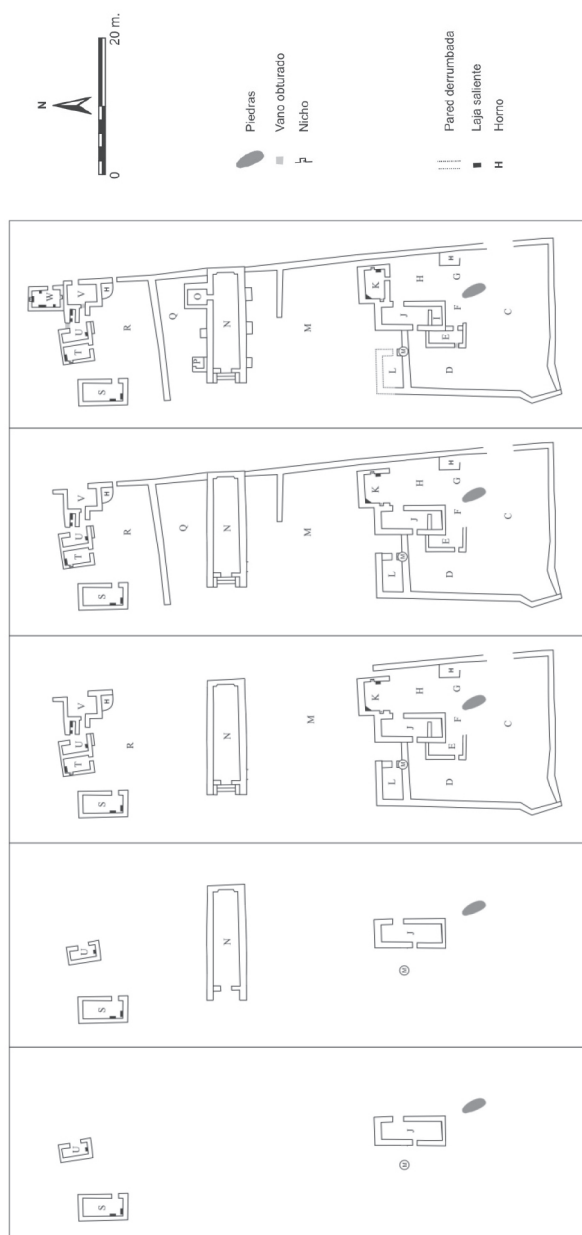 N
0 20 m.
Piedras
Vano obturado
Nicho
Pared derrumbada
Laja saliente
H Horno
S T U V W H
R
Q
P O
N
M
L M J K
I H
D E F G H
C
S T U V H
R
Q
N
M
L M J K
H
D E F G H
C
S T U V H
R
N
M
L M J K
H
D E F G H
C
S U
N
M J
S U
M J